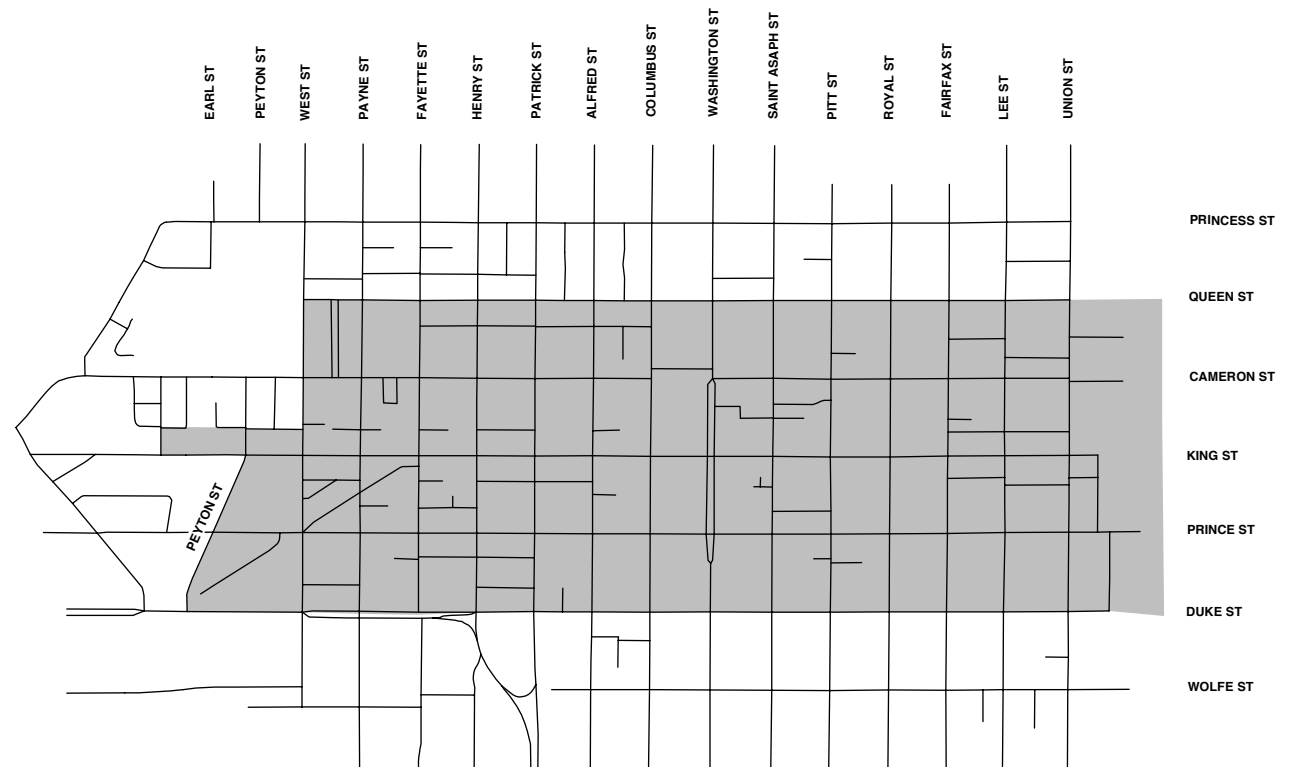 EARL ST
PEYTON ST
WEST ST
PAYNE ST
FAYETTE ST
HENRY ST
PATRICK ST
ALFRED ST
COLUMBUS ST
WASHINGTON ST
SAINT ASAPH ST
PITT ST
ROYAL ST
FAIRFAX ST
LEE ST
UNION ST
PRINCESS ST
QUEEN ST
CAMERON ST
KING ST
PEYTON ST
PRINCE ST
DUKE ST
WOLFE ST